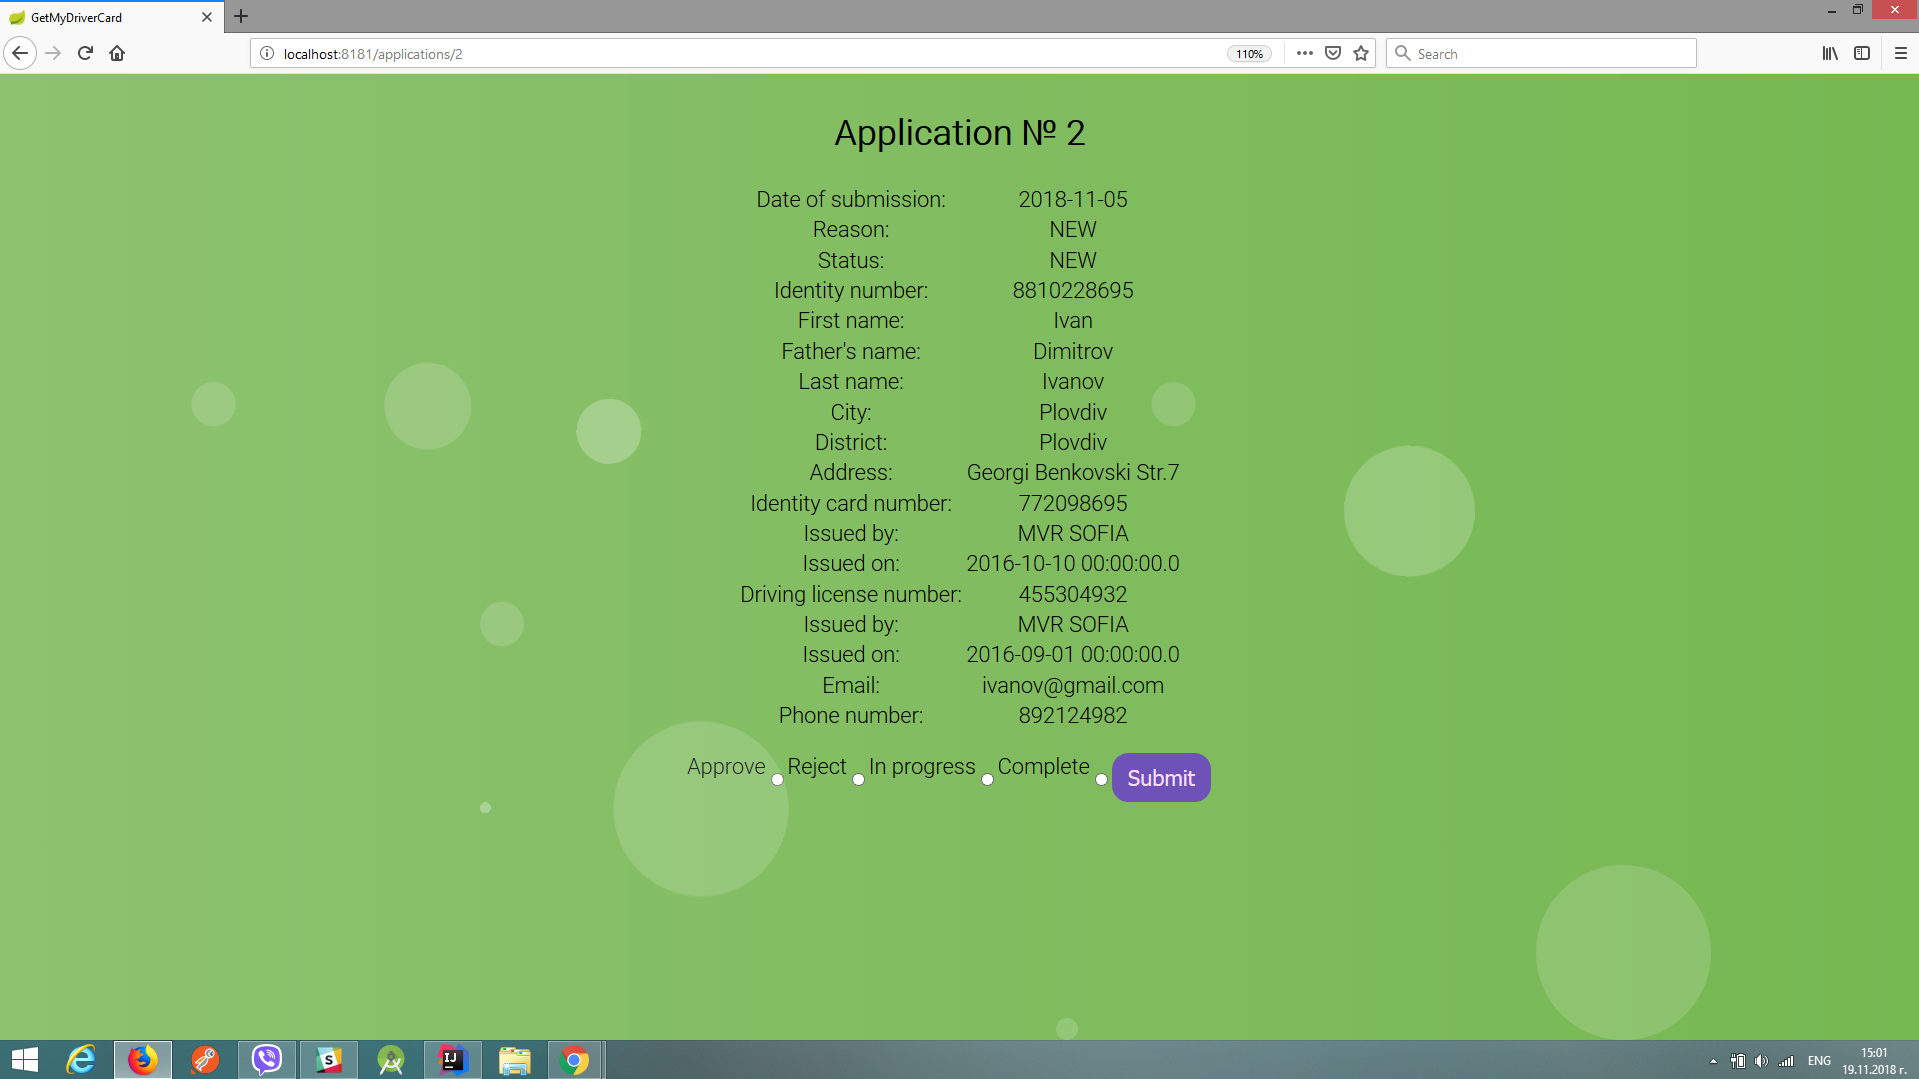 GetMyDriverCard
localhost:8181/applications/2
110%
Search
Application № 2
Date of submission: 2018-11-05
Reason: NEW
Status: NEW
Identity number: 8810228695
First name: Ivan
Father's name: Dimitrov
Last name: Ivanov
City: Plovdiv
District: Plovdiv
Address: Georgi Benkovski Str.7
Identity card number: 772098695
Issued by: MVR SOFIA
Issued on: 2016-10-10 00:00:00.0
Driving license number: 455304932
Issued by: MVR SOFIA
Issued on: 2016-09-01 00:00:00.0
Email: ivanov@gmail.com
Phone number: 892124982
Approve Reject In progress Complete Submit
S
IJ
ENG
15:01
19.11.2018 г.